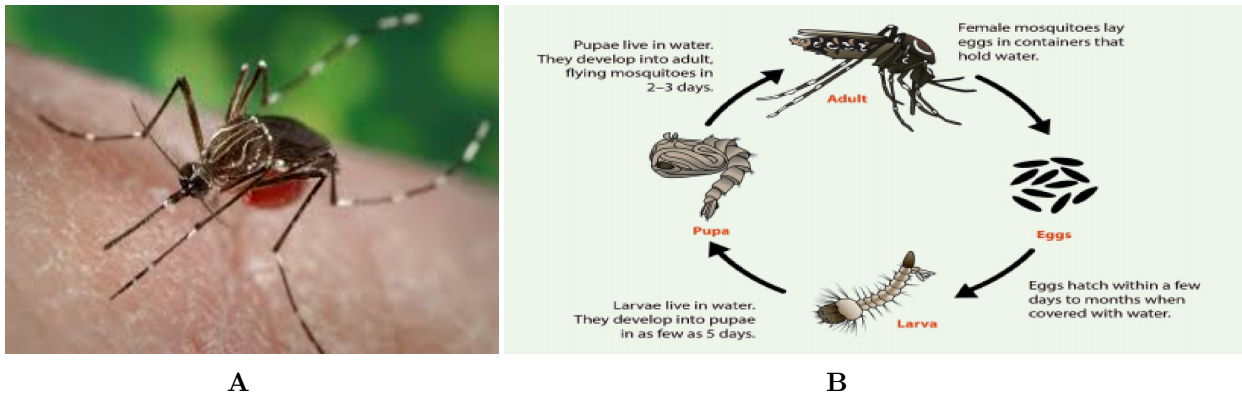 Pupae live in water.
They develop into adult,
flying mosquitoes in
2–3 days.
Female mosquitoes lay
eggs in containers that
hold water.
Adult
Pupa
Eggs
Larvae live in water.
They develop into pupae
in as few as 5 days.
Larva
Eggs hatch within a few
days to months when
covered with water.
A
B